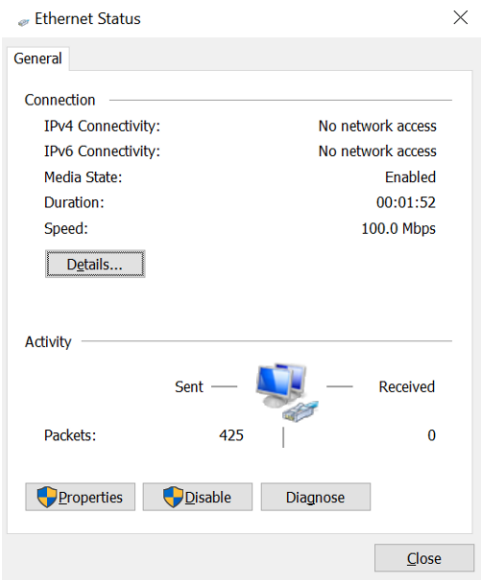 Ethernet Status
General
Connection
IPv4 Connectivity: No network access
IPv6 Connectivity: No network access
Media State: Enabled
Duration: 00:01:52
Speed: 100.0 Mbps
Details...
Activity
Sent Received
Packets: 425 0
Properties Disable Diagnose
Close